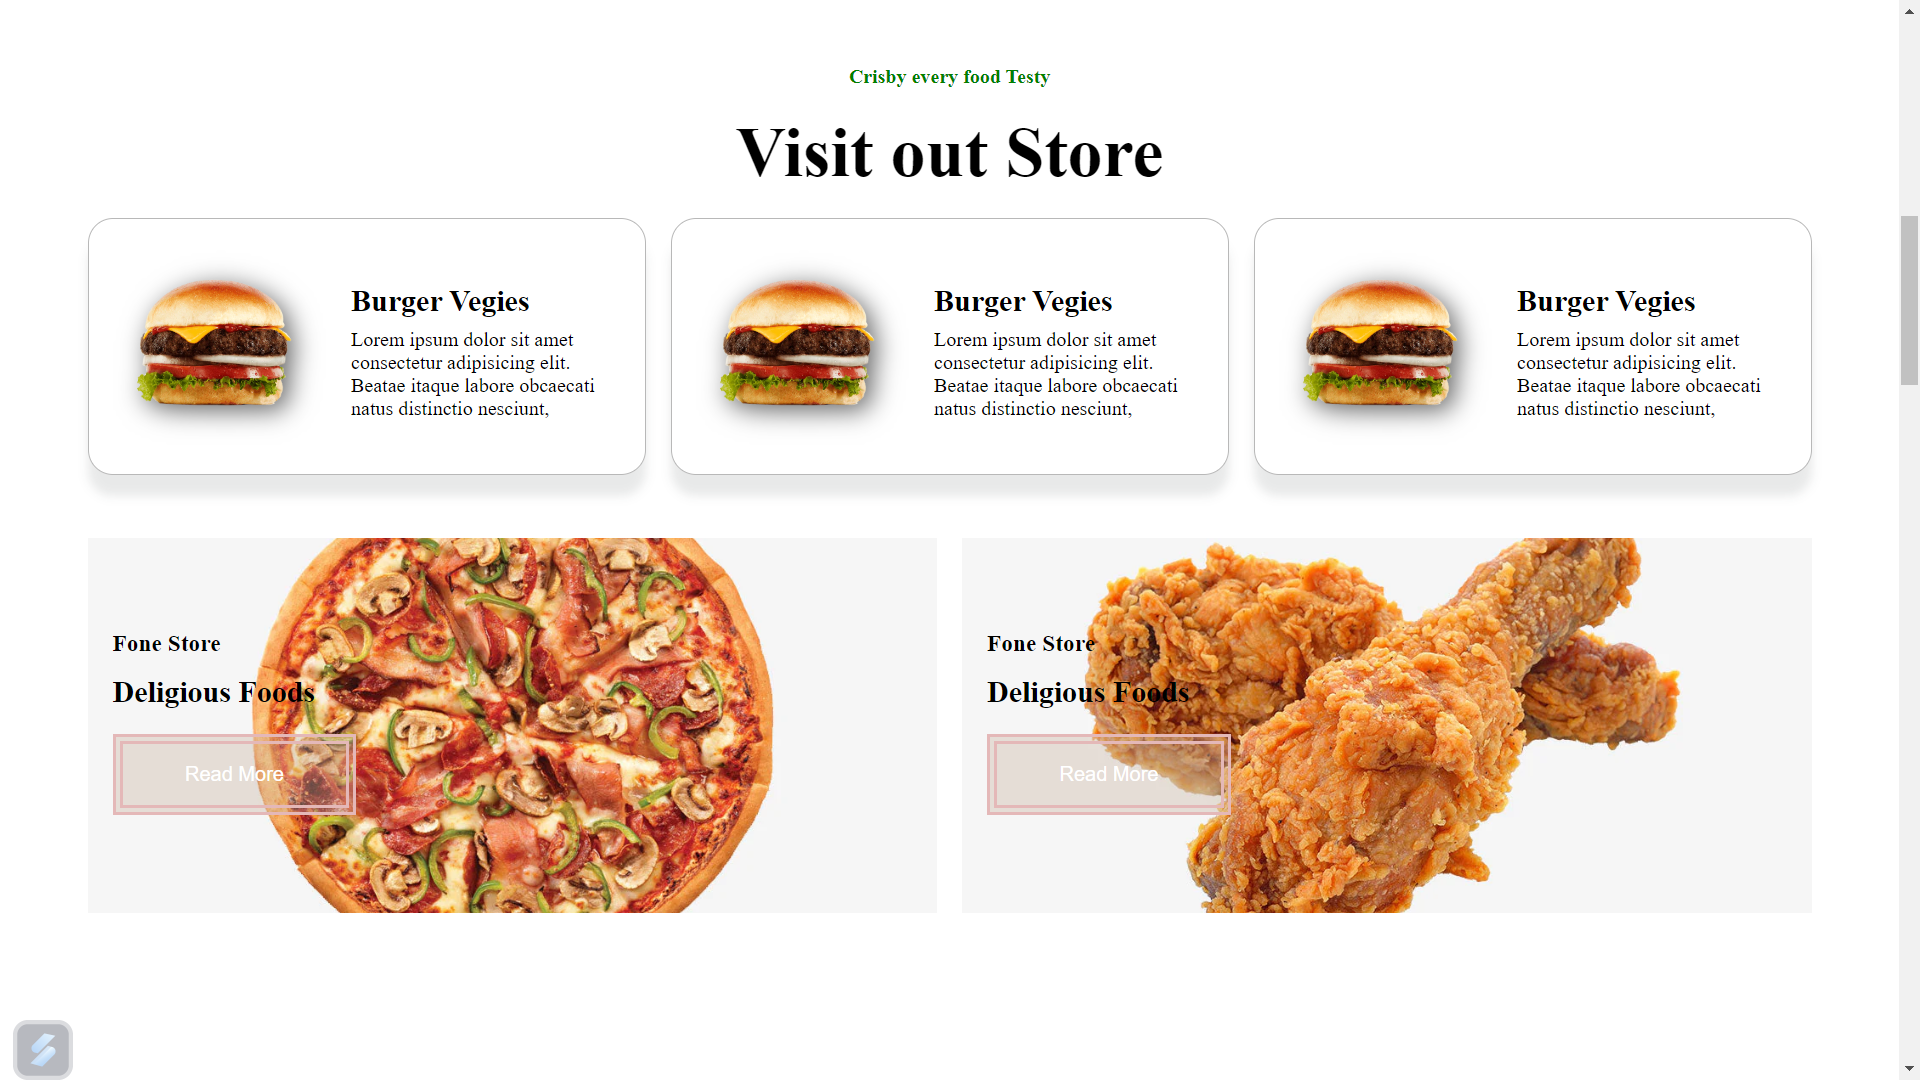 Crisby every food Testy
Visit out Store
Burger Vegies
Lorem ipsum dolor sit amet
consectetur adipisicing elit.
Beatae itaque labore obcaecati
natus distinctio nesciunt,
Burger Vegies
Lorem ipsum dolor sit amet
consectetur adipisicing elit.
Beatae itaque labore obcaecati
natus distinctio nesciunt,
Burger Vegies
Lorem ipsum dolor sit amet
consectetur adipisicing elit.
Beatae itaque labore obcaecati
natus distinctio nesciunt,
Fone Store
Deligious Foods
Read More
Fone Store
Deligious Foods
Read More